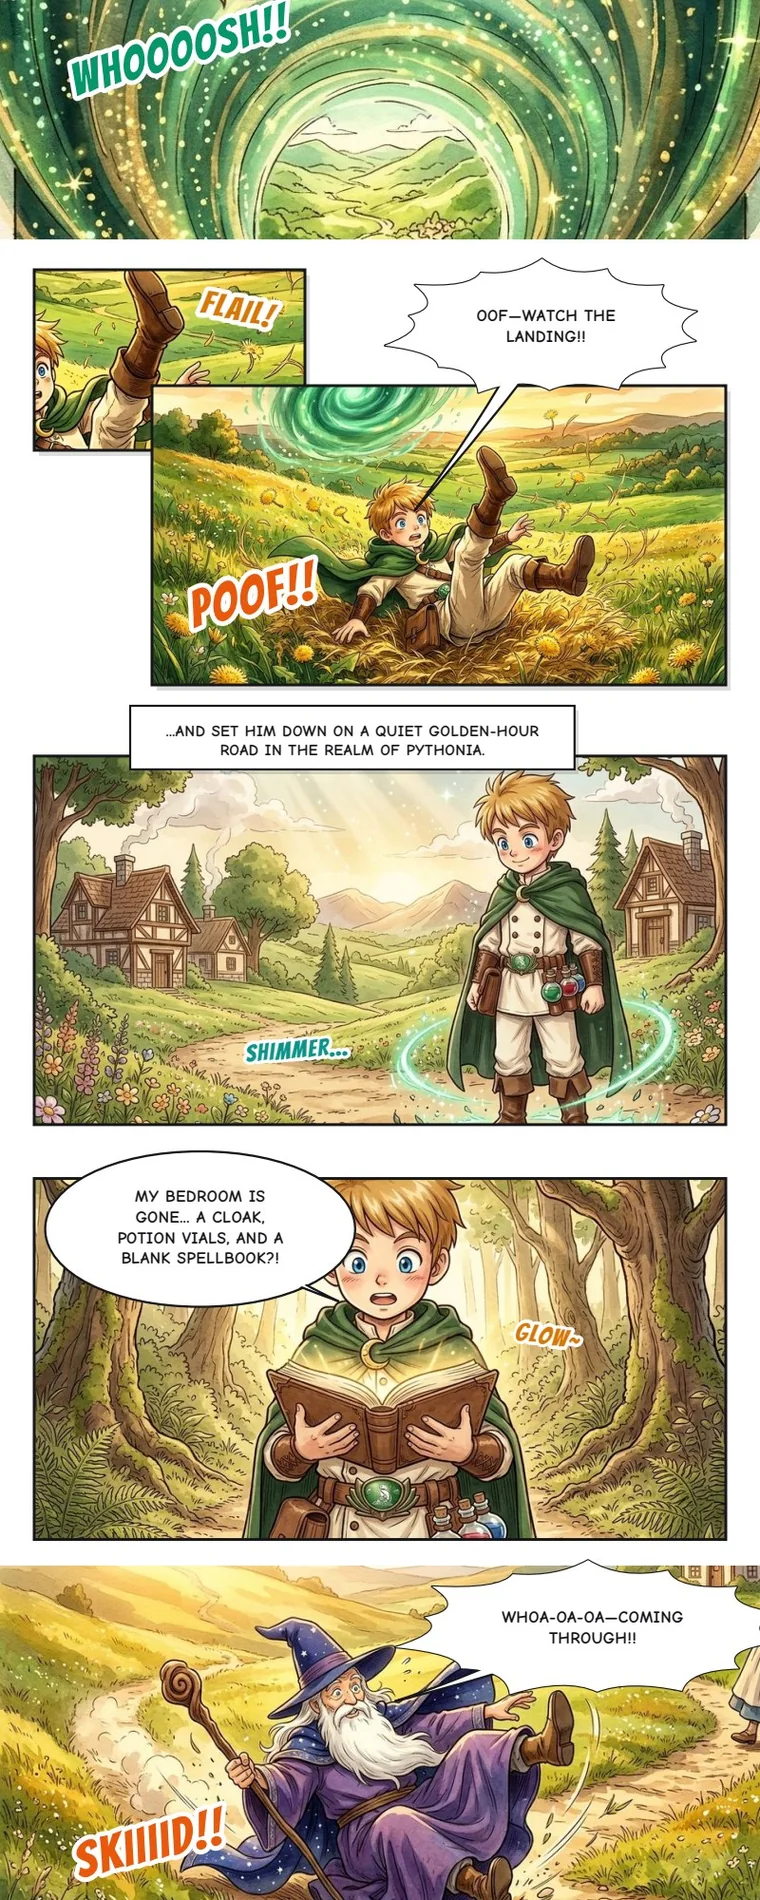 WHOOOOSH!!
FLAIL!
OOF—WATCH THE
LANDING!!
POOF!!
...AND SET HIM DOWN ON A QUIET GOLDEN-HOUR
ROAD IN THE REALM OF PYTHONIA.
SHIMMER...
MY BEDROOM IS
GONE... A CLOAK,
POTION VIALS, AND A
BLANK SPELLBOOK?!
GLOW~
WHOA-OA-OA—COMING
THROUGH!!
SKIIIID!!